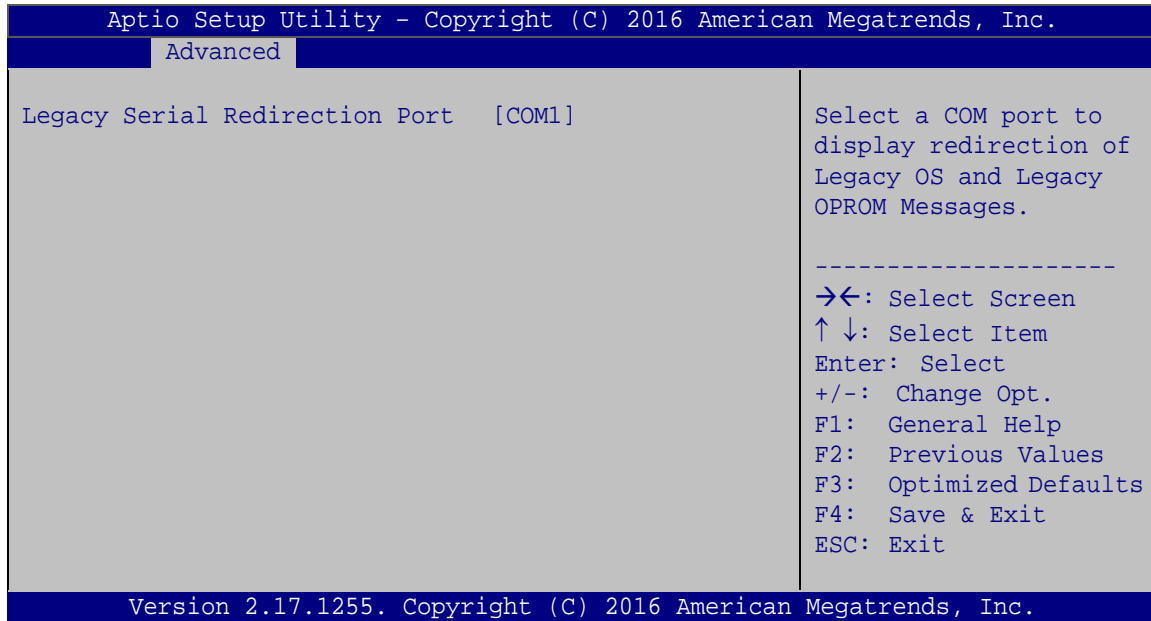 Aptio Setup Utility – Copyright (C) 2016 American Megatrends, Inc.
Advanced
Legacy Serial Redirection Port [COM1]
Select a COM port to
display redirection of
Legacy OS and Legacy
OPROM Messages.
---------------------
→←: Select Screen
↑ ↓: Select Item
Enter: Select
+/-: Change Opt.
F1: General Help
F2: Previous Values
F3: Optimized Defaults
F4: Save & Exit
ESC: Exit
Version 2.17.1255. Copyright (C) 2016 American Megatrends, Inc.